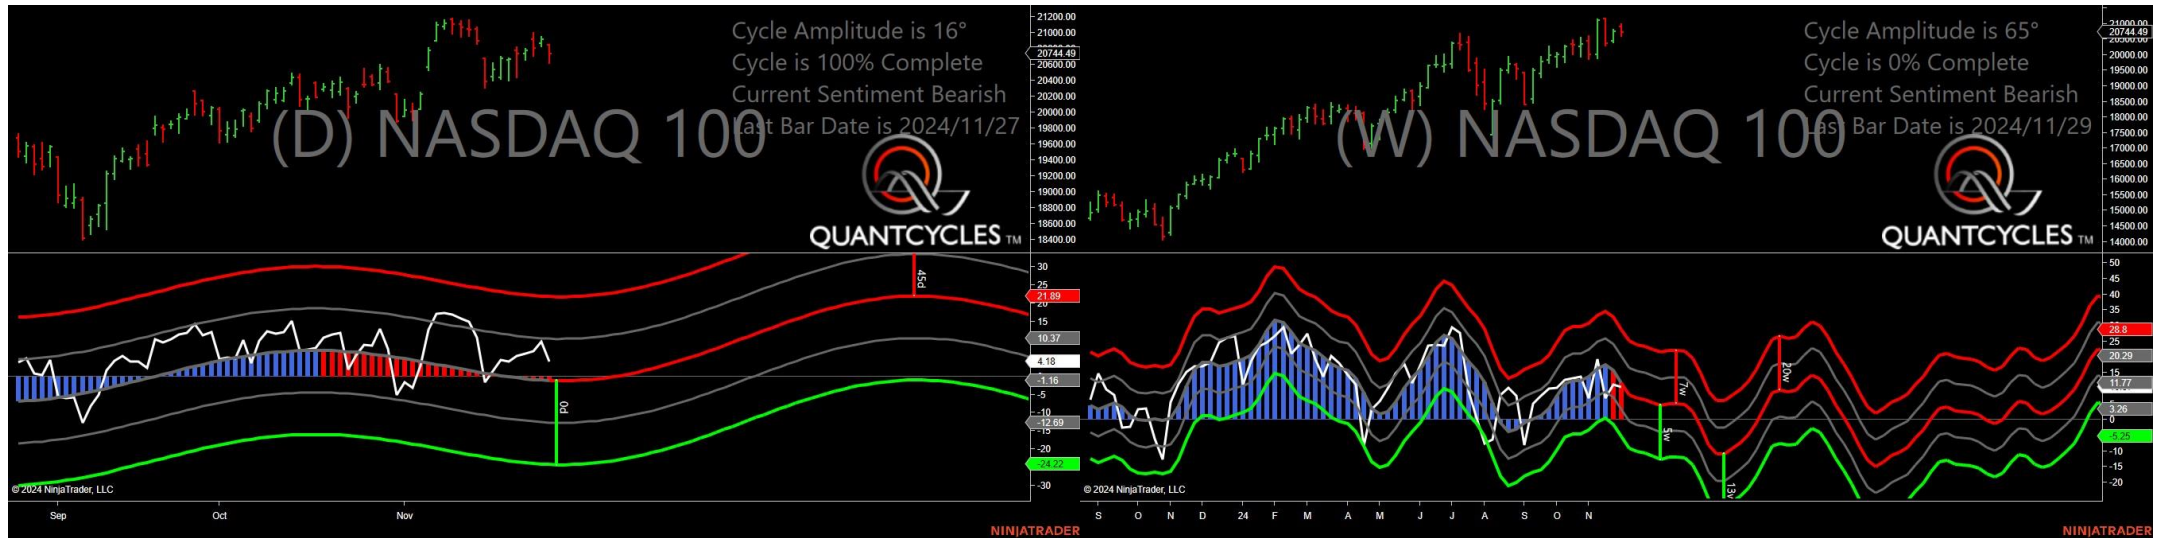 Cycle Amplitude is 16°
Cycle is 100% Complete
Current Sentiment Bearish
Last Bar Date is 2024/11/27
(D) NASDAQ 100
QUANTCYCLES TM
21200.00
21000.00
20744.49
20600.00
20400.00
20200.00
20000.00
19800.00
19600.00
19400.00
19200.00
19000.00
18800.00
18600.00
18400.00
45d
0d
30
25
21.89
20
15
10.37
4.18
-1.16
-5
-10
-12.69
-15
-20
-24.22
-30
© 2024 NinjaTrader, LLC
Sep Oct Nov
NINJATRADER
Cycle Amplitude is 65°
Cycle is 0% Complete
Current Sentiment Bearish
Last Bar Date is 2024/11/29
(W) NASDAQ 100
QUANTCYCLES TM
21000.00
20744.49
20500.00
20000.00
19500.00
19000.00
18500.00
18000.00
17500.00
17000.00
16500.00
16000.00
15500.00
15000.00
14500.00
14000.00
7w
20w
5w
13w
50
45
40
35
28.8
25
20.29
15
11.77
3.26
0
-5.25
-10
-15
-20
© 2024 NinjaTrader, LLC
S O N D 24 F M A M J J A S O N
NINJATRADER